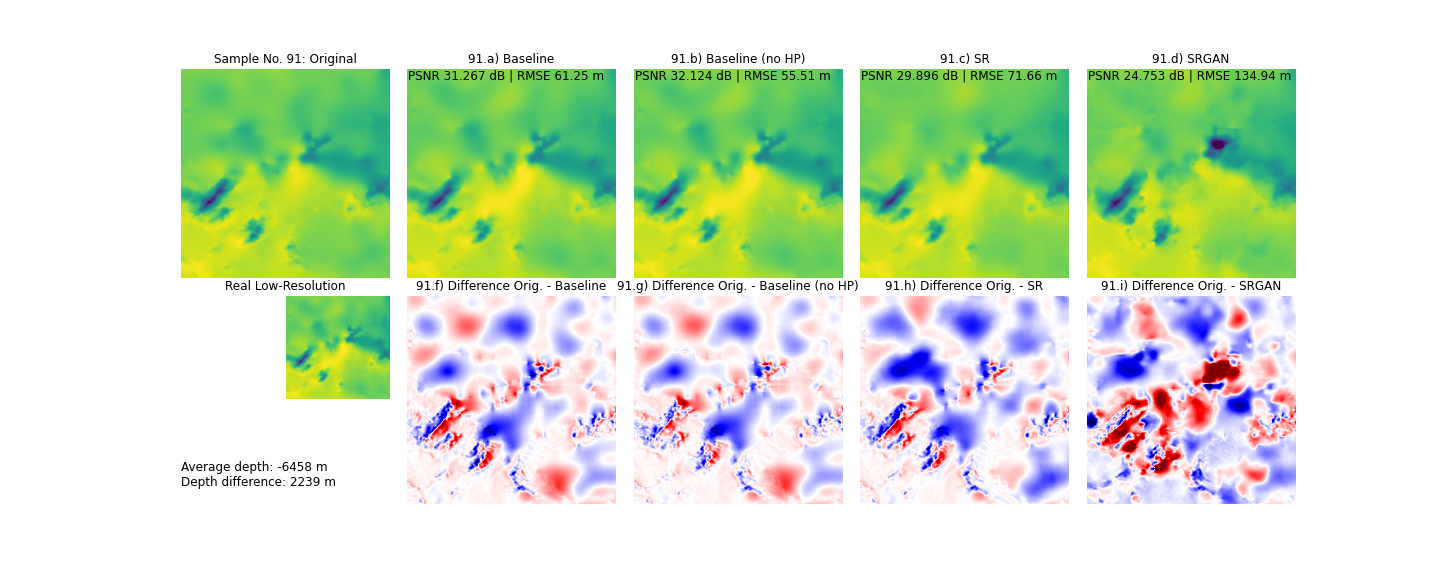 Sample No. 91: Original
91.a) Baseline
91.b) Baseline (no HP)
91.c) SR
91.d) SRGAN
PSNR 31.267 dB | RMSE 61.25 m
PSNR 32.124 dB | RMSE 55.51 m
PSNR 29.896 dB | RMSE 71.66 m
PSNR 24.753 dB | RMSE 134.94 m
Real Low-Resolution
91.f) Difference Orig. - Baseline
91.g) Difference Orig. - Baseline (no HP)
91.h) Difference Orig. - SR
91.i) Difference Orig. - SRGAN
Average depth: -6458 m
Depth difference: 2239 m